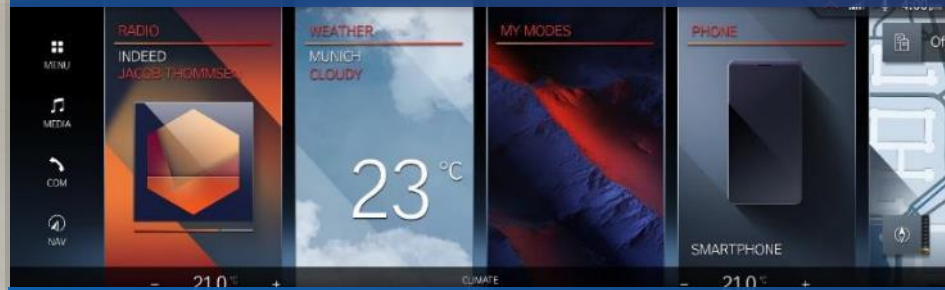 MENU
MEDIA
COM
NAV
RADIO
INDEED
JACOB THOMMSEN
WEATHER
MUNICH
CLOUDY
23 °C
MY MODES
PHONE
SMARTPHONE
− 21.0 °C +
CLIMATE
− 21.0 °C +